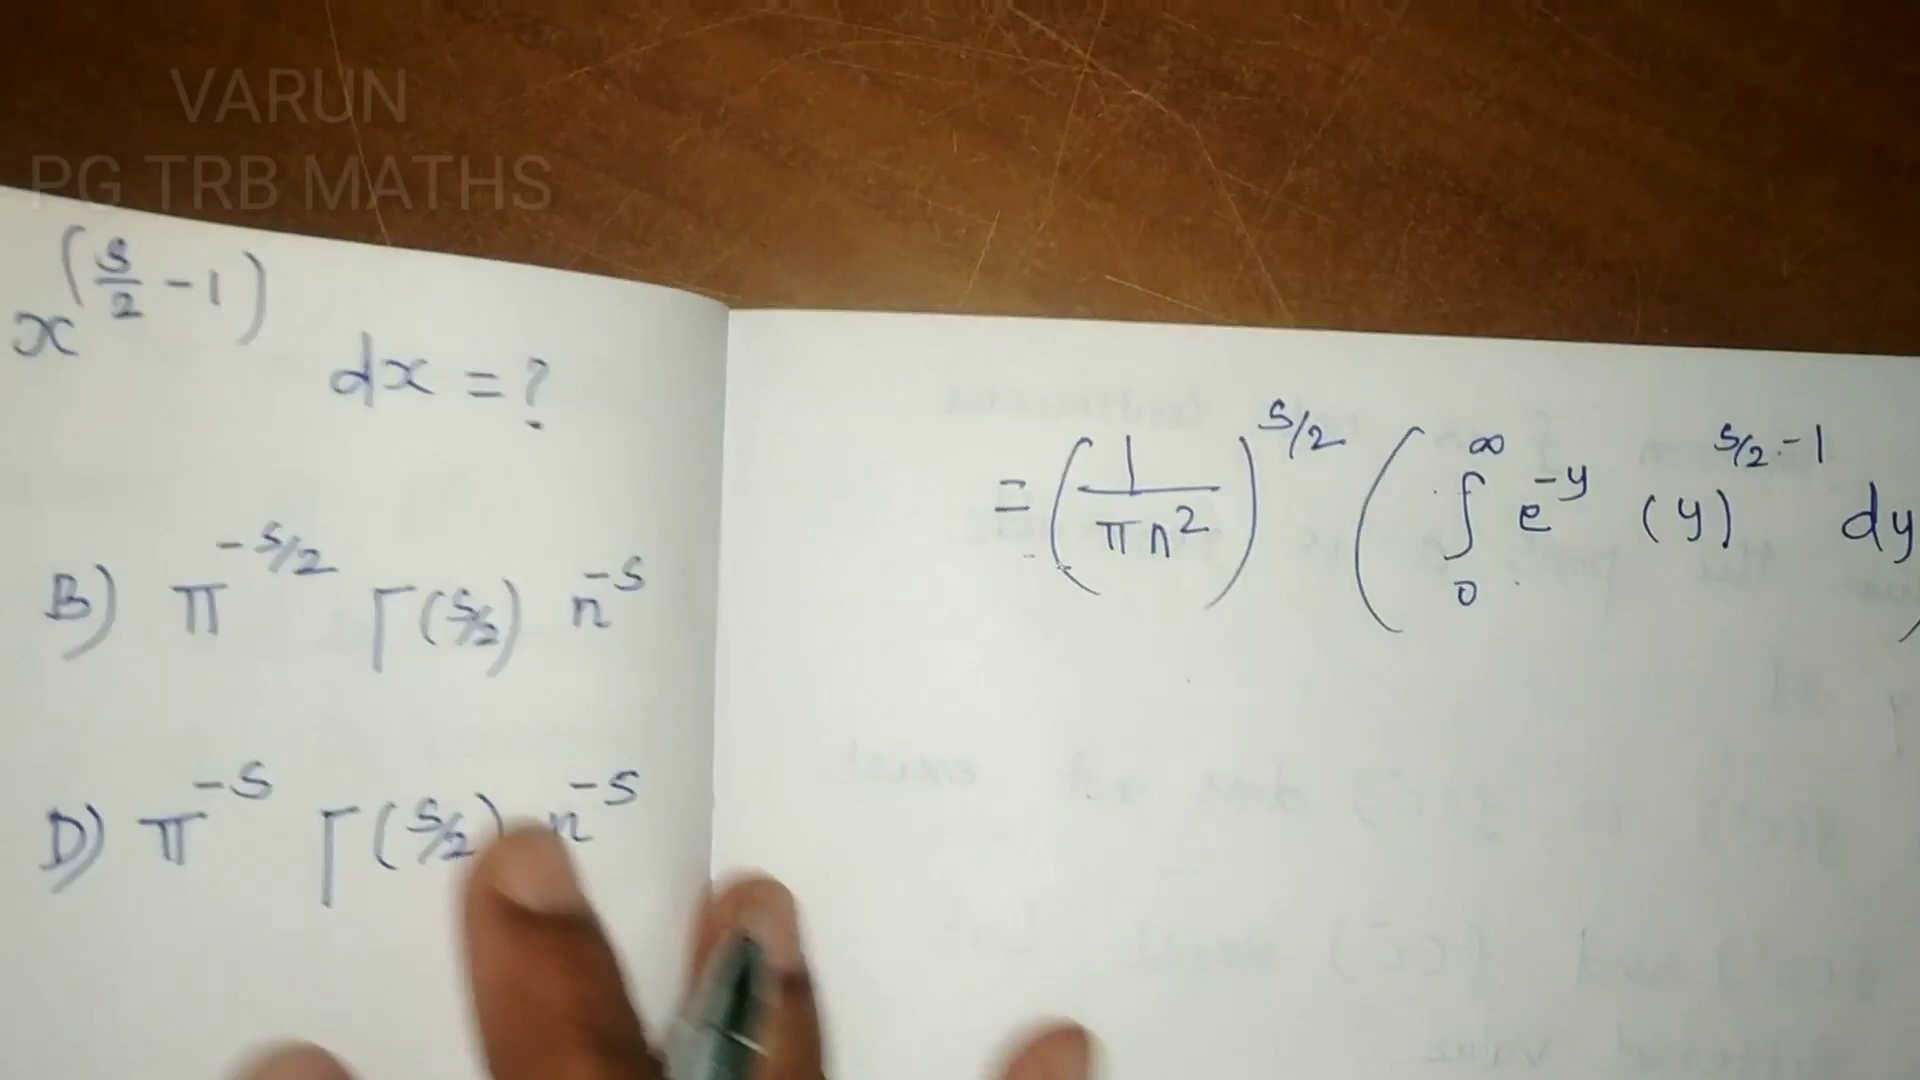 VARUN
PG TRB MATHS
x^(s/2 - 1) dx = ?
B) π^(-s/2) Γ(s/2) n^(-s)
D) π^(-s) Γ(s/2) n^(-s)
= (1/πn²)^(s/2) ( ∫₀^∞ e^(-y) (y)^(s/2 - 1) dy )